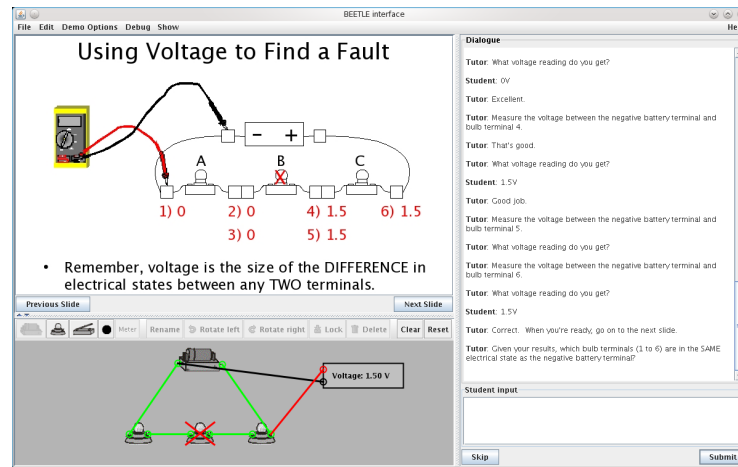 BEETLE interface
File Edit Demo Options Debug Show
He
Using Voltage to Find a Fault
- +
A B C
1) 0 2) 0 4) 1.5 6) 1.5
3) 0 5) 1.5
• Remember, voltage is the size of the DIFFERENCE in
electrical states between any TWO terminals.
Previous Slide Next Slide
Meter Rename Rotate left Rotate right Lock Delete Clear Reset
Voltage: 1.50 V
Dialogue
Tutor: What voltage reading do you get?
Student: 0V
Tutor: Excellent.
Tutor: Measure the voltage between the negative battery terminal and
bulb terminal 4.
Tutor: That's good.
Tutor: What voltage reading do you get?
Student: 1.5V
Tutor: Good job.
Tutor: Measure the voltage between the negative battery terminal and
bulb terminal 5.
Tutor: What voltage reading do you get?
Tutor: Measure the voltage between the negative battery terminal and
bulb terminal 6.
Tutor: What voltage reading do you get?
Student: 1.5V
Tutor: Correct. When you're ready, go on to the next slide.
Tutor: Given your results, which bulb terminals (1 to 6) are in the SAME
electrical state as the negative battery terminal?
Student input
Skip Submit